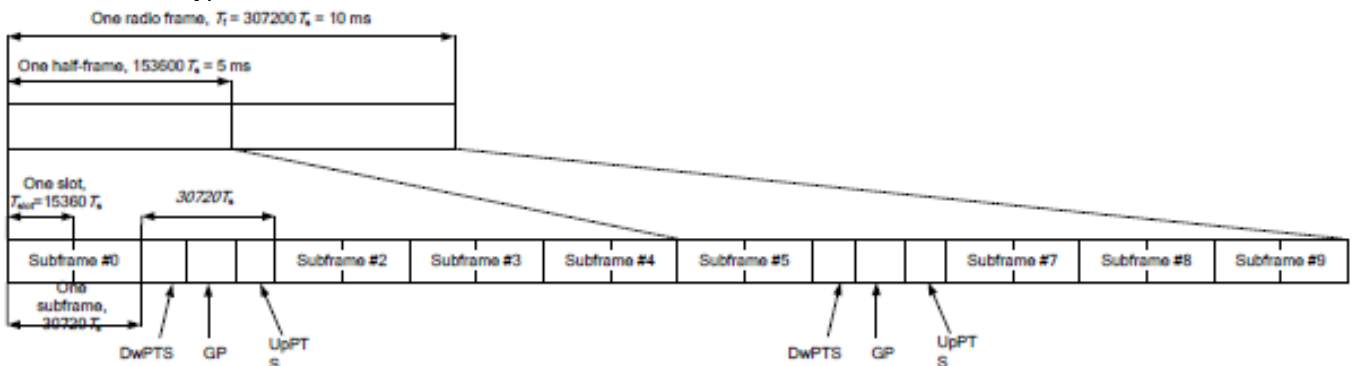 One radio frame, Tf = 307200 Ts = 10 ms
One half-frame, 153600 Ts = 5 ms
One slot,
Tslot=15360 Ts
30720Ts
Subframe #0
Subframe #2
Subframe #3
Subframe #4
Subframe #5
Subframe #7
Subframe #8
Subframe #9
One
subframe,
30720 Ts
DwPTS
GP
UpPT
S
DwPTS
GP
UpPT
S